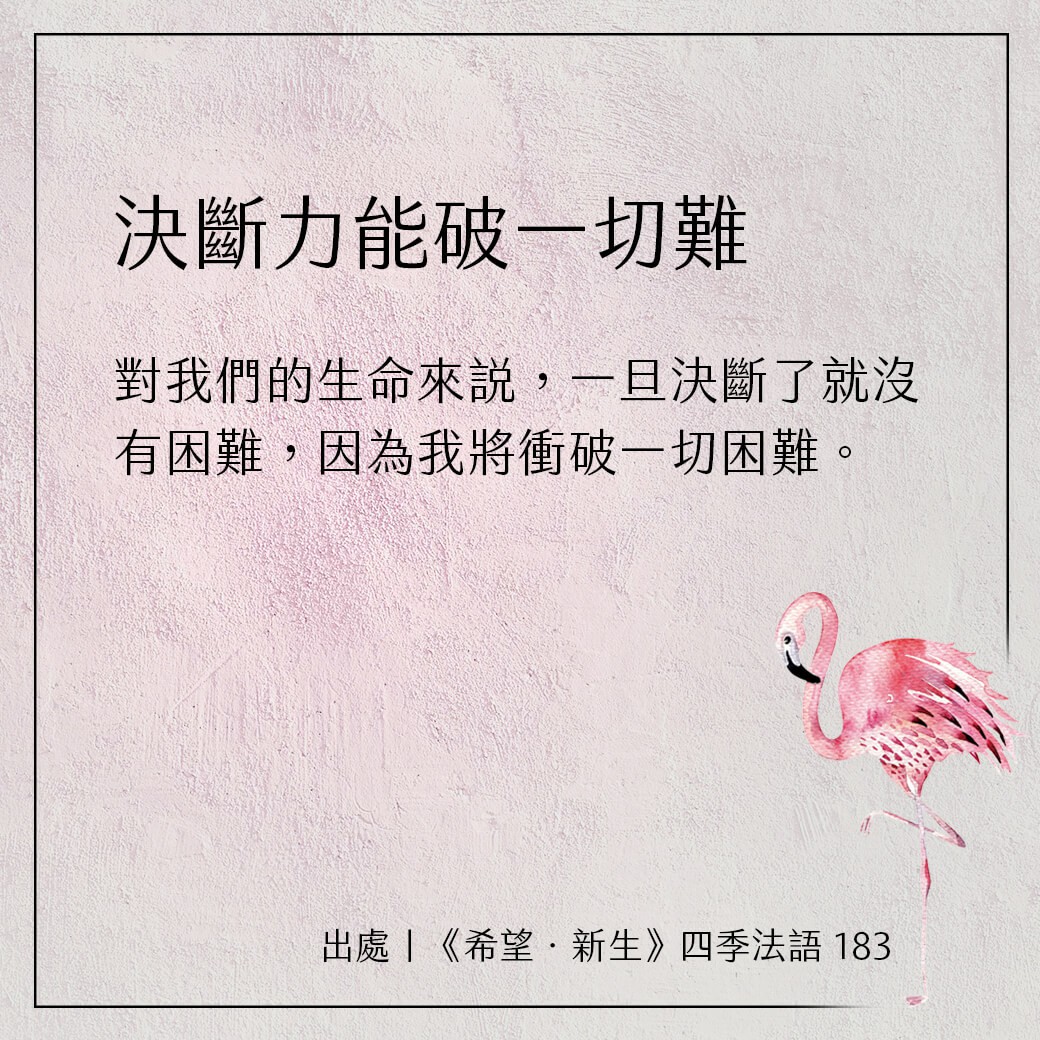 決斷力能破一切難
對我們的生命來説，一旦決斷了就沒
有困難，因為我將衝破一切困難。
出處｜《希望．新生》四季法語 183